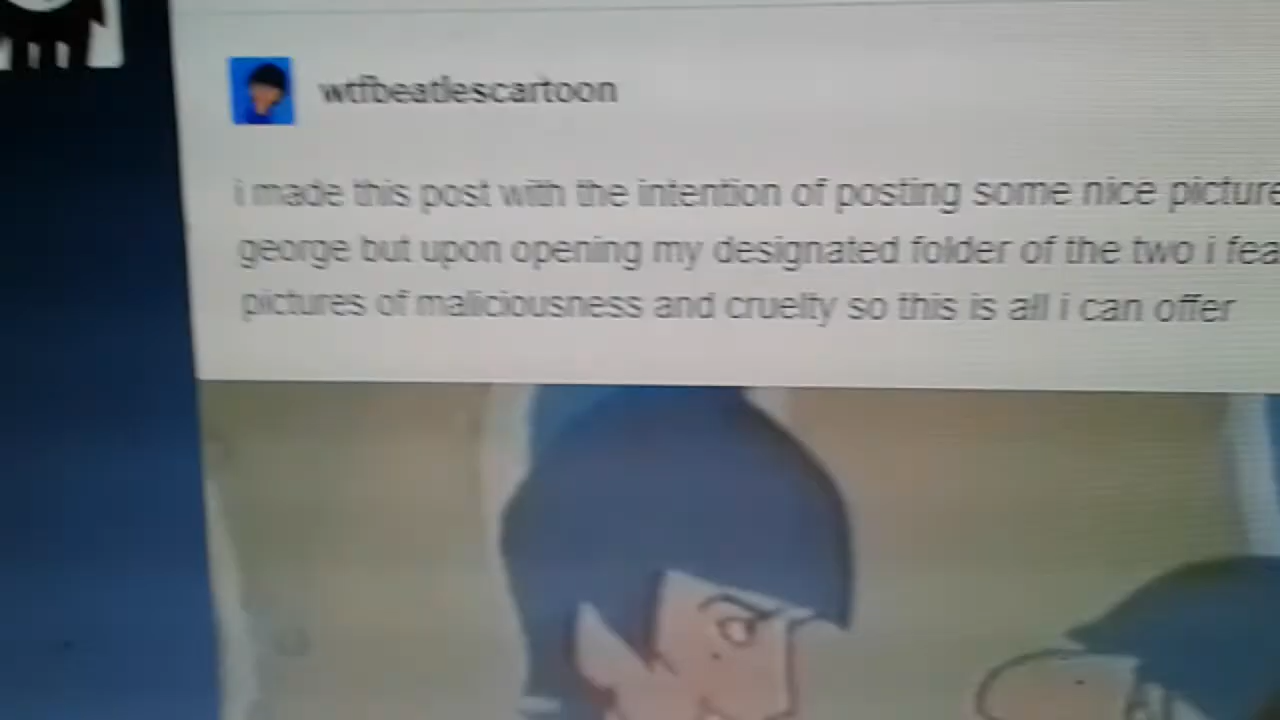 wtfbeatlescartoon
i made this post with the intention of posting some nice picture
george but upon opening my designated folder of the two i fea
pictures of maliciousness and cruelty so this is all i can offer